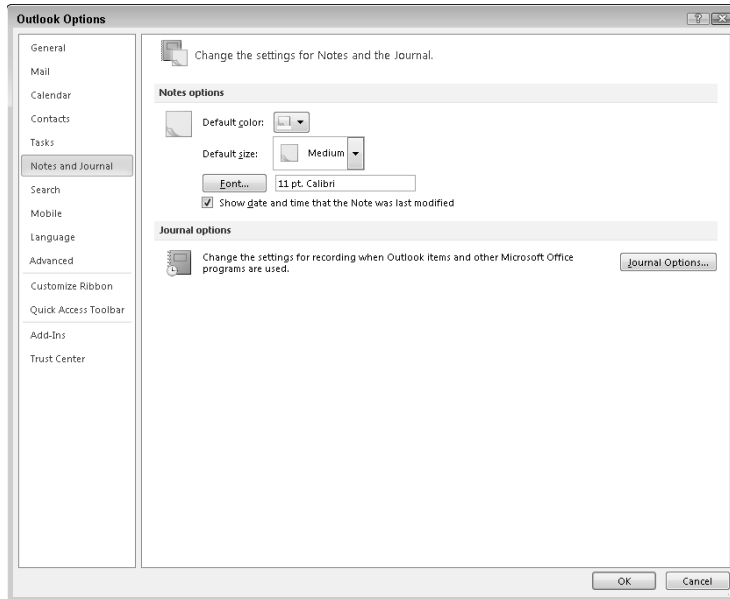 Outlook Options
General
Mail
Calendar
Contacts
Tasks
Notes and Journal
Search
Mobile
Language
Advanced
Customize Ribbon
Quick Access Toolbar
Add-Ins
Trust Center
Change the settings for Notes and the Journal.
Notes options
Default color:
Default size: Medium
Font... 11 pt. Calibri
Show date and time that the Note was last modified
Journal options
Change the settings for recording when Outlook items and other Microsoft Office
programs are used.
Journal Options...
OK Cancel